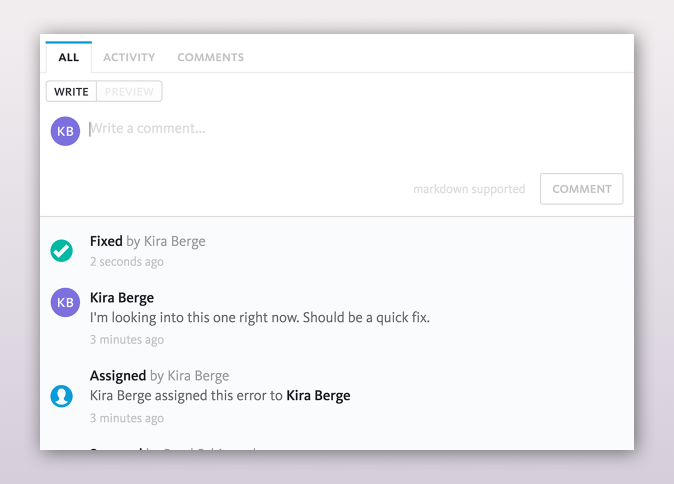 ALL ACTIVITY COMMENTS
WRITE PREVIEW
KB Write a comment...
markdown supported COMMENT
Fixed by Kira Berge
2 seconds ago
KB Kira Berge
I'm looking into this one right now. Should be a quick fix.
3 minutes ago
Assigned by Kira Berge
Kira Berge assigned this error to Kira Berge
3 minutes ago